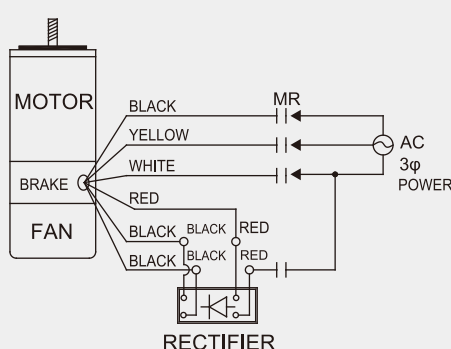 MOTOR
BRAKE
FAN
BLACK
YELLOW
WHITE
RED
BLACK
BLACK
MR
AC
3φ
POWER
BLACK
RED
BLACK
RED
RECTIFIER